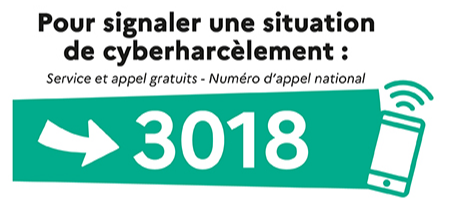 Pour signaler une situation
de cyberharcèlement :
Service et appel gratuits - Numéro d'appel national
3018